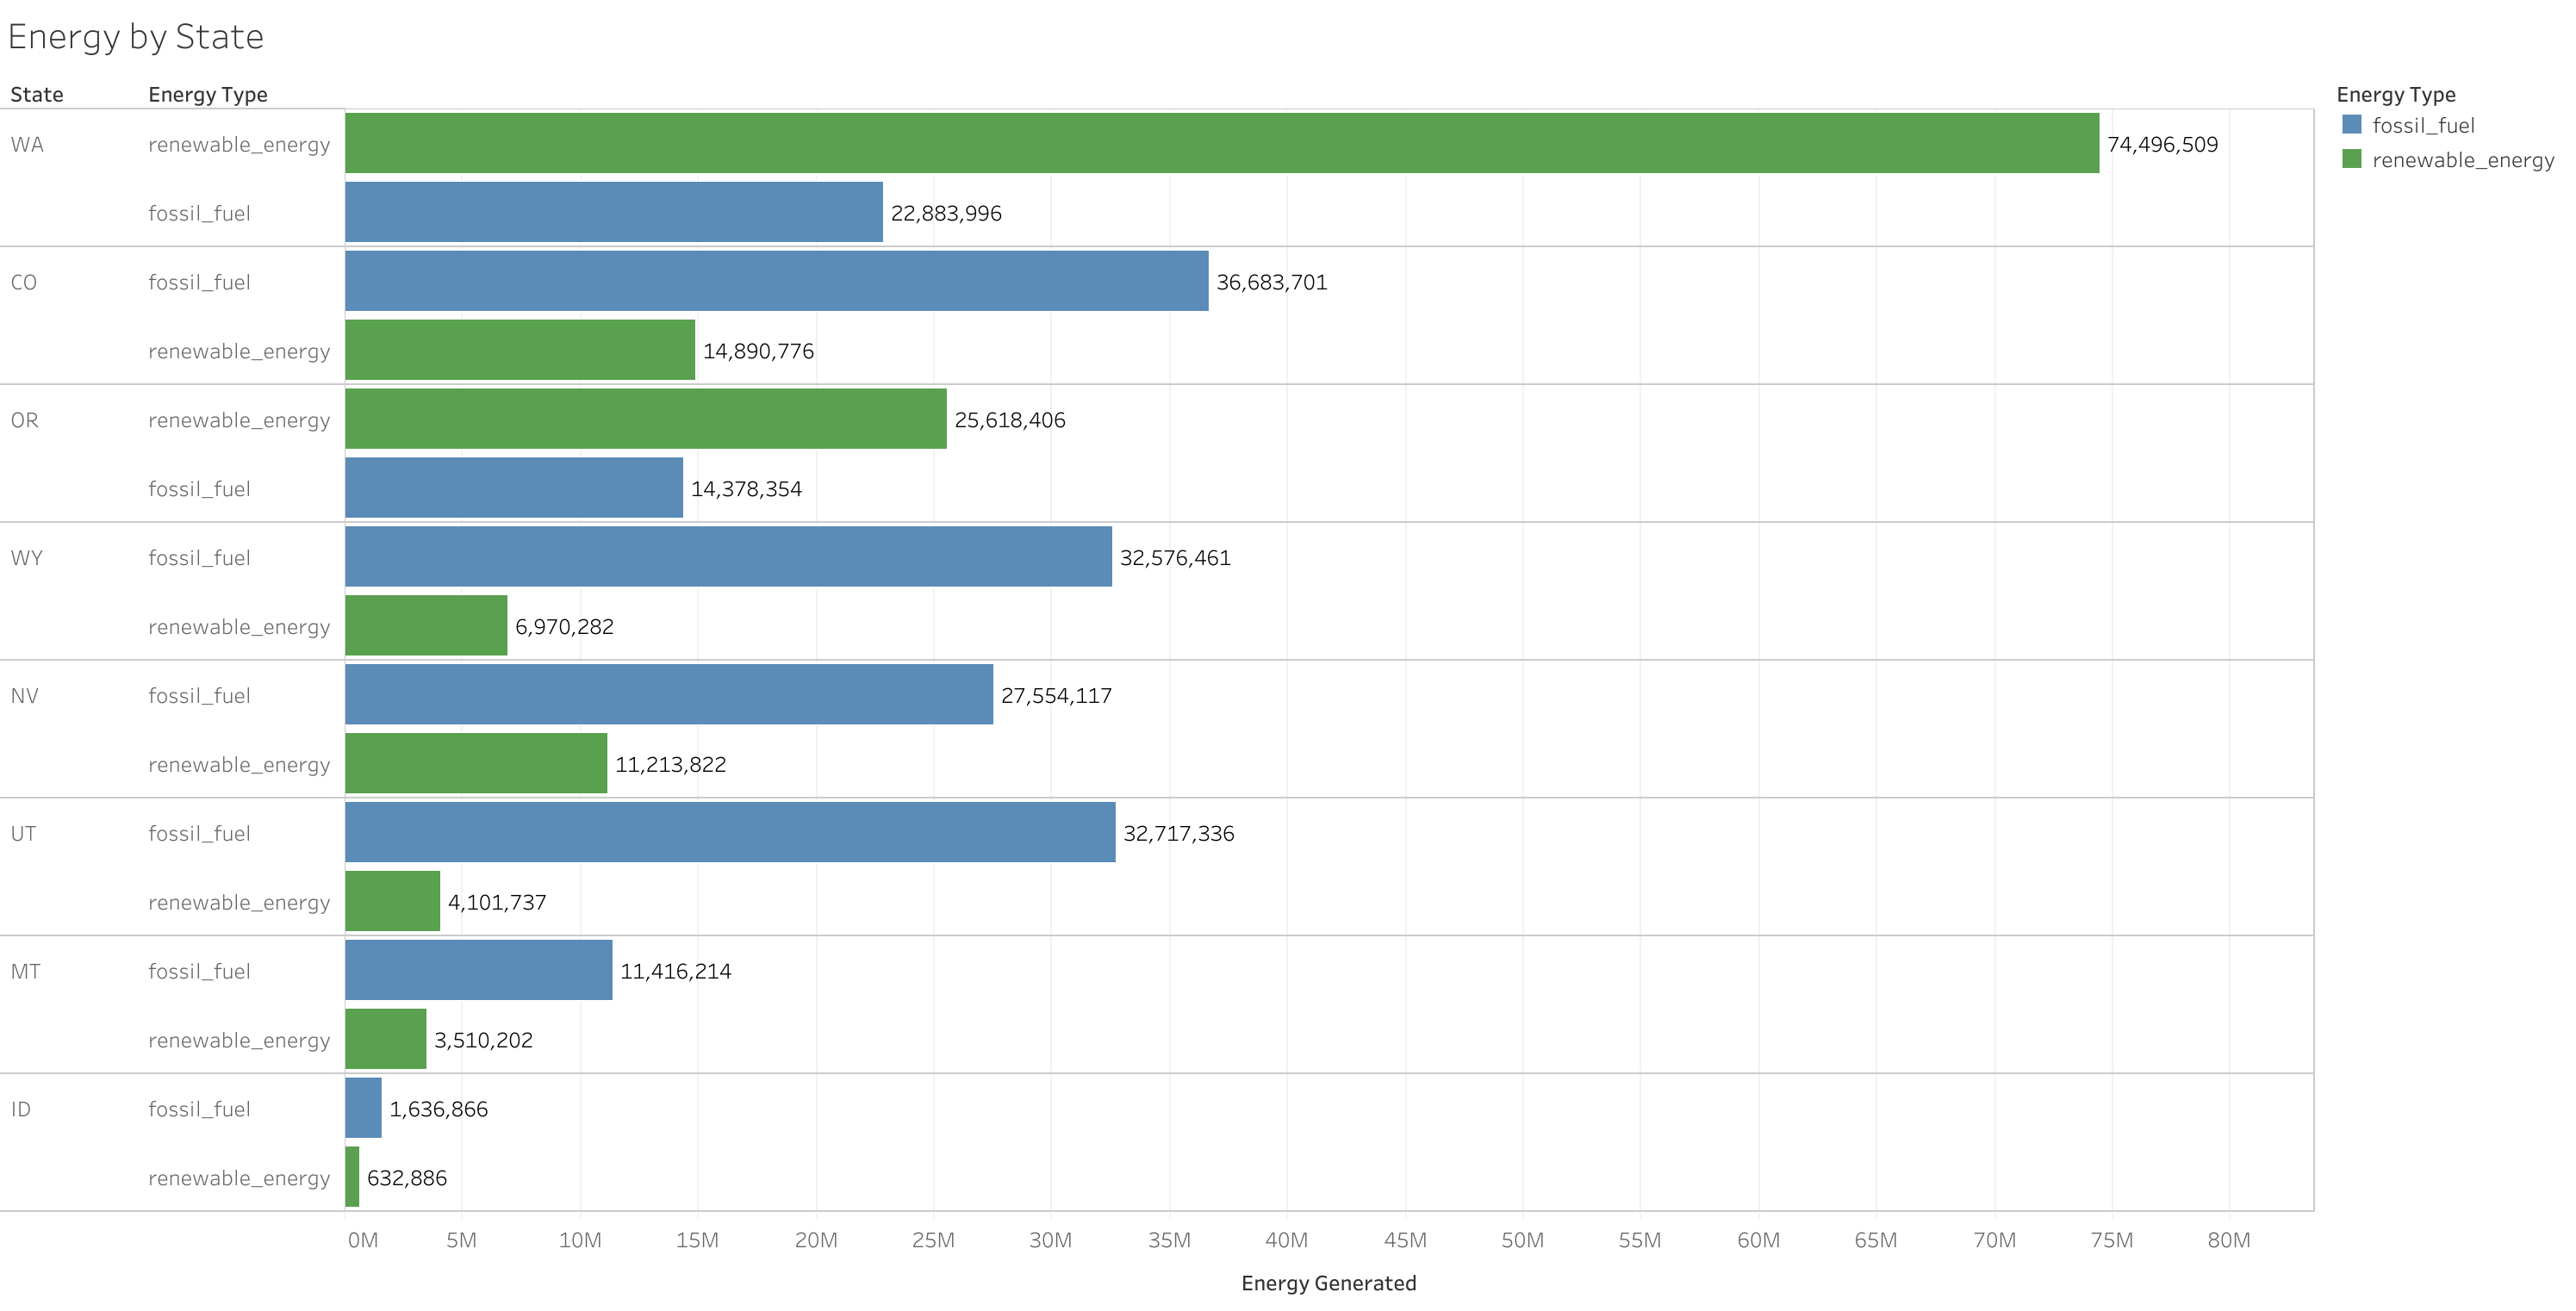 Energy by State
State Energy Type
WA renewable_energy 74,496,509
fossil_fuel 22,883,996
CO fossil_fuel 36,683,701
renewable_energy 14,890,776
OR renewable_energy 25,618,406
fossil_fuel 14,378,354
WY fossil_fuel 32,576,461
renewable_energy 6,970,282
NV fossil_fuel 27,554,117
renewable_energy 11,213,822
UT fossil_fuel 32,717,336
renewable_energy 4,101,737
MT fossil_fuel 11,416,214
renewable_energy 3,510,202
ID fossil_fuel 1,636,866
renewable_energy 632,886
0M 5M 10M 15M 20M 25M 30M 35M 40M 45M 50M 55M 60M 65M 70M 75M 80M
Energy Generated
Energy Type
fossil_fuel
renewable_energy